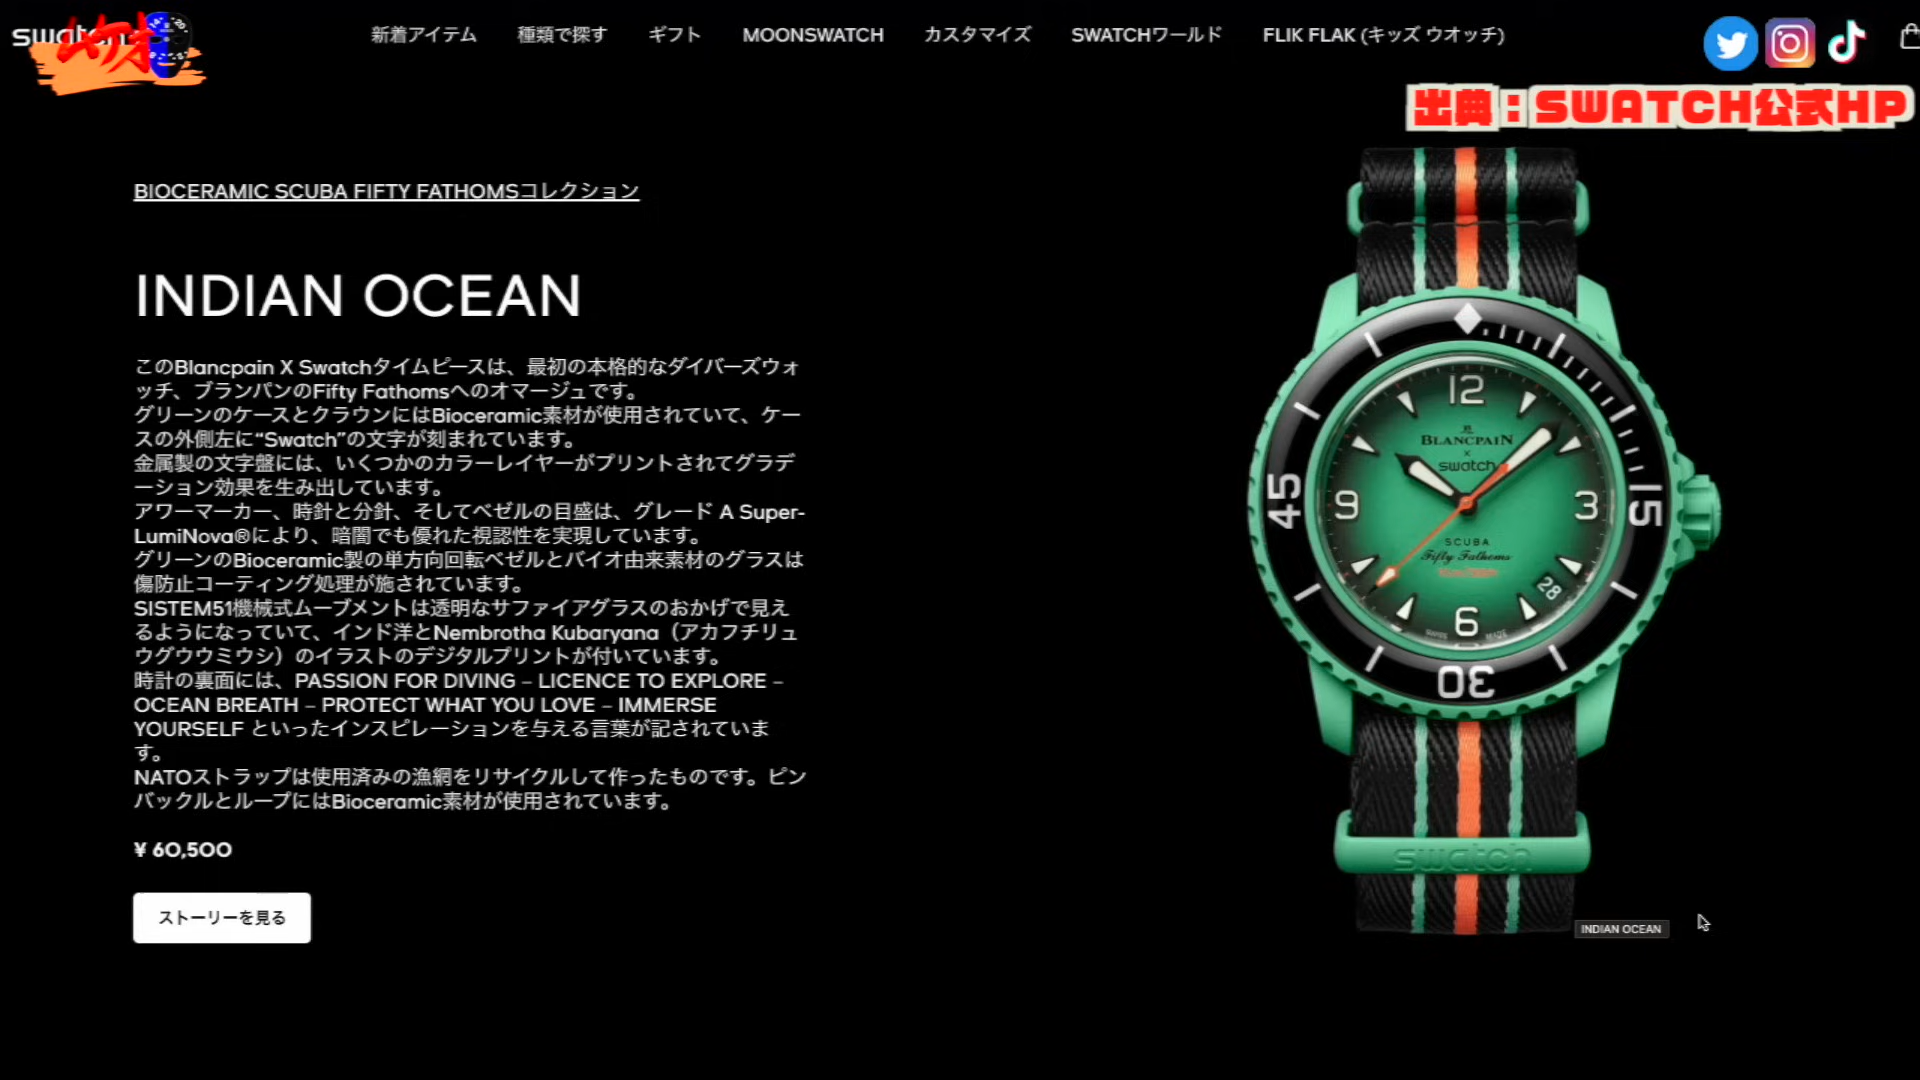 swatch
新着アイテム 種類で探す ギフト MOONSWATCH カスタマイズ SWATCHワールド FLIK FLAK (キッズ ウオッチ)
出典：SWATCH公式HP
BIOCERAMIC SCUBA FIFTY FATHOMSコレクション
INDIAN OCEAN
このBlancpain X Swatchタイムピースは、最初の本格的なダイバーズウォ
ッチ、ブランパンのFifty Fathomsへのオマージュです。
グリーンのケースとクラウンにはBioceramic素材が使用されていて、ケー
スの外側左に“Swatch”の文字が刻まれています。
金属製の文字盤には、いくつかのカラーレイヤーがプリントされてグラデ
ーション効果を生み出しています。
アワーマーカー、時針と分針、そしてベゼルの目盛は、グレード A Super-
LumiNova®により、暗闇でも優れた視認性を実現しています。
グリーンのBioceramic製の単方向回転ベゼルとバイオ由来素材のグラスは
傷防止コーティング処理が施されています。
SISTEM51機械式ムーブメントは透明なサファイアグラスのおかげで見え
るようになっていて、インド洋とNembrotha Kubaryana（アカフチリュ
ウグウウミウシ）のイラストのデジタルプリントが付いています。
時計の裏面には、PASSION FOR DIVING – LICENCE TO EXPLORE –
OCEAN BREATH – PROTECT WHAT YOU LOVE – IMMERSE
YOURSELF といったインスピレーションを与える言葉が記されていま
す。
NATOストラップは使用済みの漁網をリサイクルして作ったものです。ピン
バックルとループにはBioceramic素材が使用されています。
¥ 60,500
ストーリーを見る
12
BLANCPAIN
×
swatch
45
9
3
15
SCUBA
Fifty Fathoms
28
6
SWISS MADE
30
swatch
INDIAN OCEAN